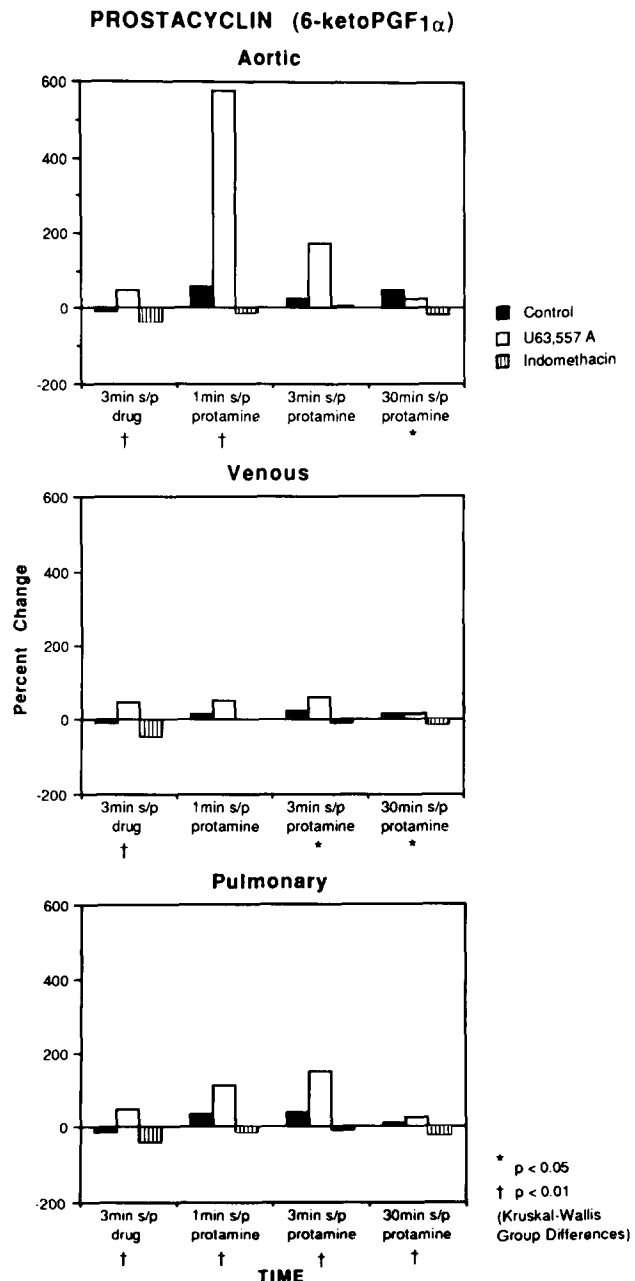 PROSTACYCLIN (6-ketoPGF1α)
Aortic
600
400
200
0
-200
3min s/p drug
†
1min s/p protamine
†
3min s/p protamine
30min s/p protamine
*
Control
U63,557 A
Indomethacin
Venous
Percent Change
600
400
200
0
-200
3min s/p drug
†
1min s/p protamine
3min s/p protamine
*
30min s/p protamine
*
Pulmonary
600
400
200
0
-200
3min s/p drug
†
1min s/p protamine
†
3min s/p protamine
†
30min s/p protamine
†
TIME
* p < 0.05
† p < 0.01
(Kruskal-Wallis
Group Differences)